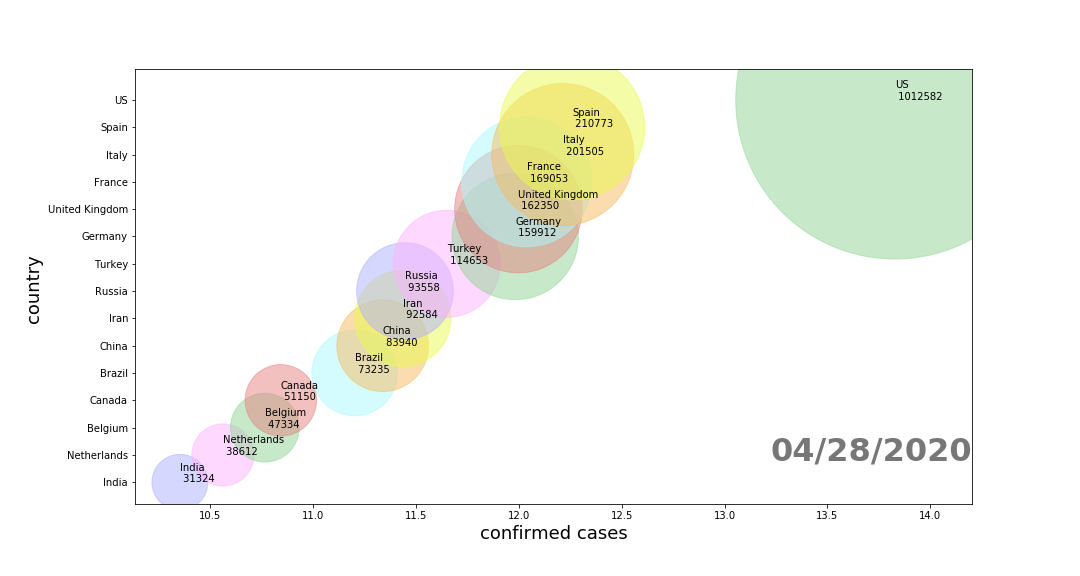 country
US
Spain
Italy
France
United Kingdom
Germany
Turkey
Russia
Iran
China
Brazil
Canada
Belgium
Netherlands
India
US
1012582
Spain
210773
Italy
201505
France
169053
United Kingdom
162350
Germany
159912
Turkey
114653
Russia
93558
Iran
92584
China
83940
Brazil
73235
Canada
51150
Belgium
47334
Netherlands
38612
India
31324
04/28/2020
10.5 11.0 11.5 12.0 12.5 13.0 13.5 14.0
confirmed cases